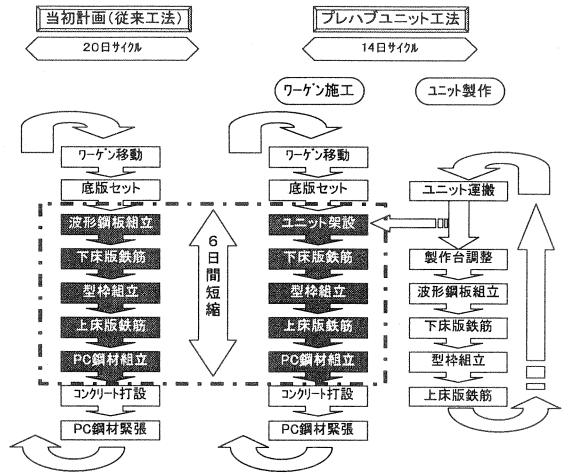 当初計画(従来工法)
20日サイクル
ワーゲン移動
底版セット
波形鋼板組立
下床版鉄筋
型枠組立
上床版鉄筋
PC鋼材組立
コンクリート打設
PC鋼材緊張
6日間短縮
プレハブユニット工法
14日サイクル
ワーゲン施工
ワーゲン移動
底版セット
ユニット架設
下床版鉄筋
型枠組立
上床版鉄筋
PC鋼材組立
コンクリート打設
PC鋼材緊張
ユニット製作
ユニット運搬
製作台調整
波形鋼板組立
下床版鉄筋
型枠組立
上床版鉄筋